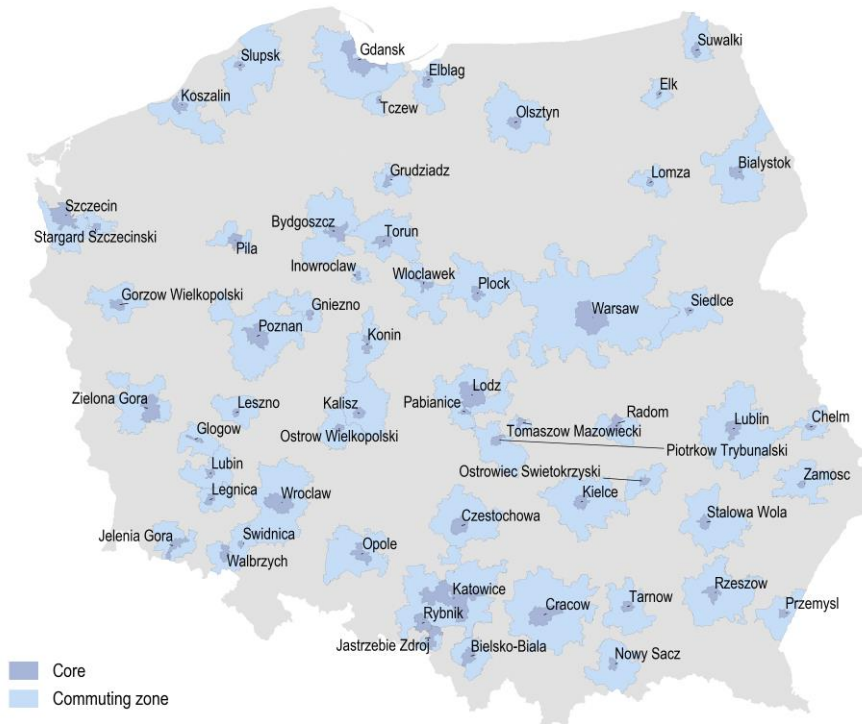 Suwalki
Slupsk
Gdansk
Elblag
Elk
Koszalin
Tczew
Olsztyn
Grudziadz
Lomza
Bialystok
Szczecin
Stargard Szczecinski
Bydgoszcz
Torun
Pila
Inowroclaw
Wloclawek
Plock
Gorzow Wielkopolski
Gniezno
Warsaw
Siedlce
Poznan
Konin
Zielona Gora
Leszno
Kalisz
Lodz
Pabianice
Radom
Lublin
Chelm
Glogow
Ostrow Wielkopolski
Tomaszow Mazowiecki
Piotrkow Trybunalski
Lubin
Ostrowiec Swietokrzyski
Zamosc
Legnica
Wroclaw
Kielce
Czestochowa
Stalowa Wola
Jelenia Gora
Swidnica
Walbrzych
Opole
Katowice
Rybnik
Cracow
Tarnow
Rzeszow
Przemysl
Jastrzebie Zdroj
Bielsko-Biala
Nowy Sacz
Core
Commuting zone